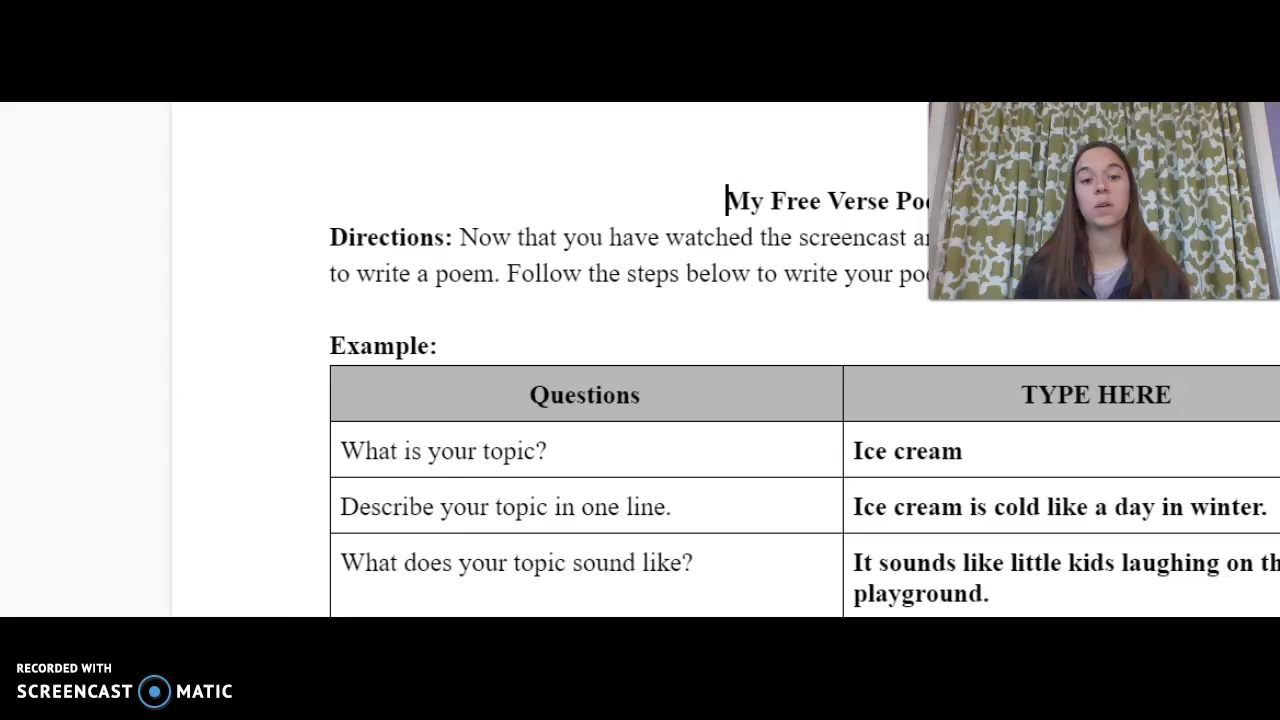 My Free Verse
Directions: Now that you have watched the screencast
to write a poem. Follow the steps below to write your
Example:
Questions
TYPE HERE
What is your topic?
Ice cream
Describe your topic in one line.
Ice cream is cold like a day in winter.
What does your topic sound like?
It sounds like little kids laughing on
playground.
RECORDED WITH
SCREENCAST MATIC